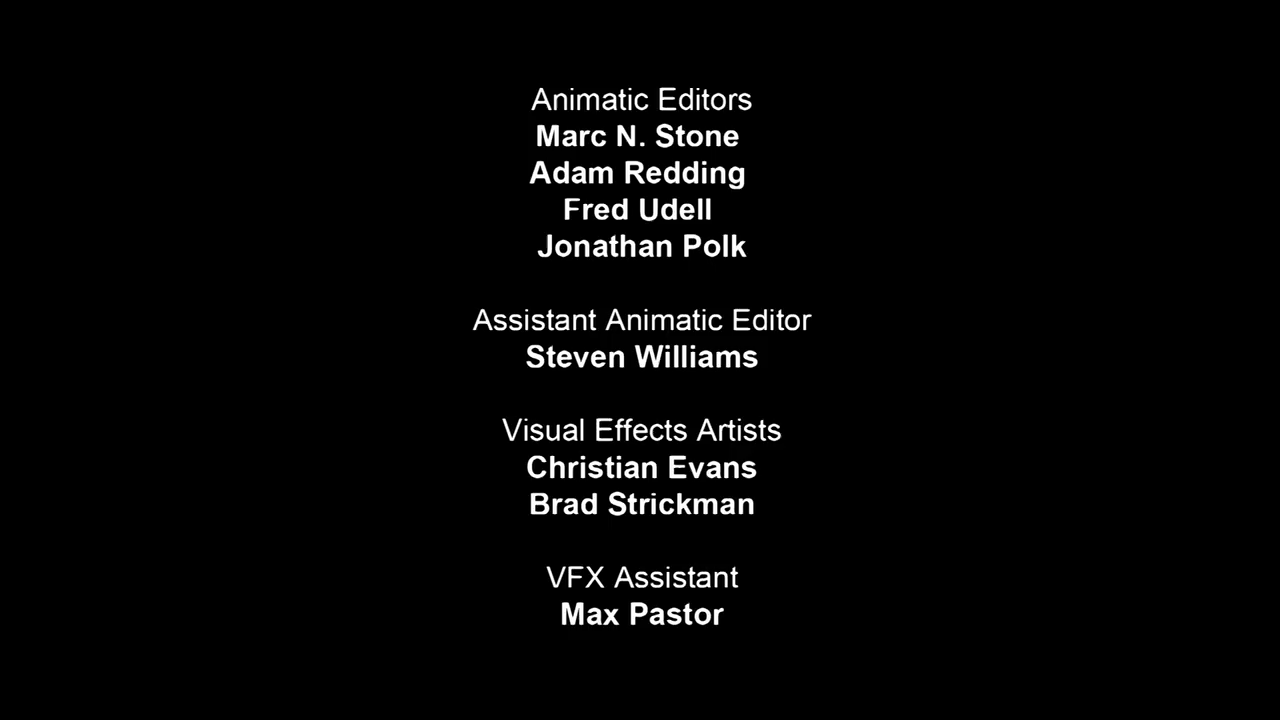 Animatic Editors
Marc N. Stone
Adam Redding
Fred Udell
Jonathan Polk
Assistant Animatic Editor
Steven Williams
Visual Effects Artists
Christian Evans
Brad Strickman
VFX Assistant
Max Pastor